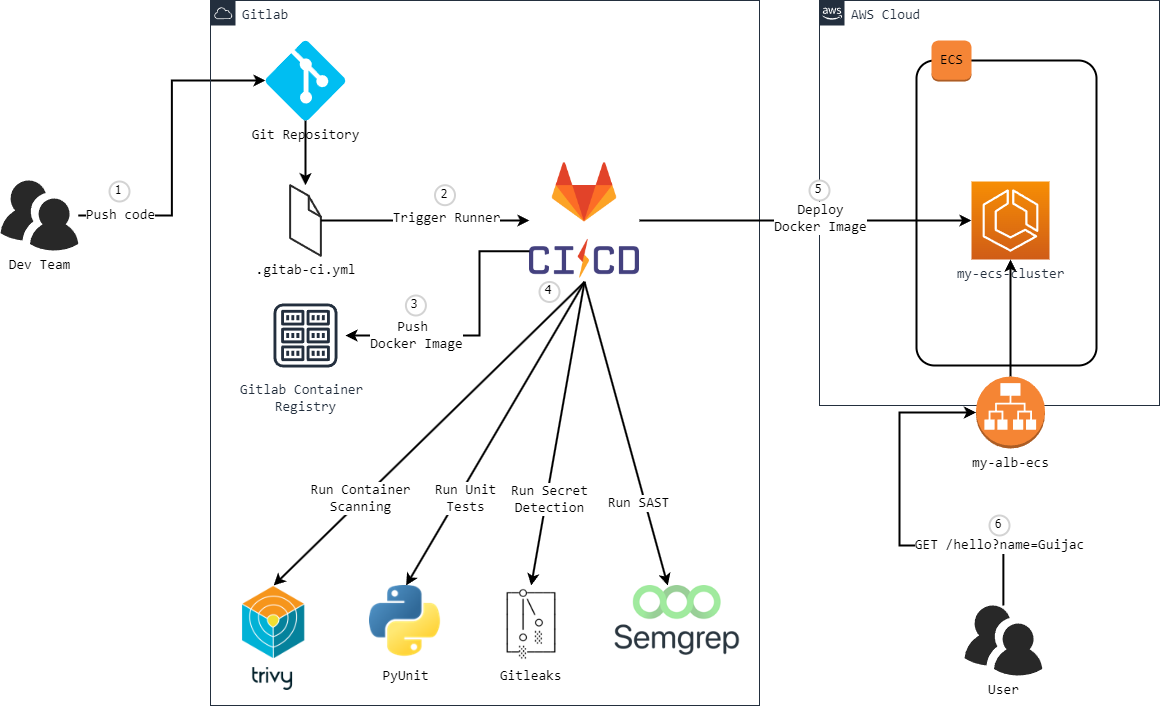 Gitlab
aws
AWS Cloud
ECS
Git Repository
1
Push code
Dev Team
2
Trigger Runner
.gitab-ci.yml
CI CD
5
Deploy
Docker Image
my-ecs-cluster
3
Push
Docker Image
4
Gitlab Container
Registry
my-alb-ecs
Run Container
Scanning
Run Unit
Tests
Run Secret
Detection
Run SAST
6
GET /hello?name=Guijac
trivy
PyUnit
Gitleaks
Semgrep
User